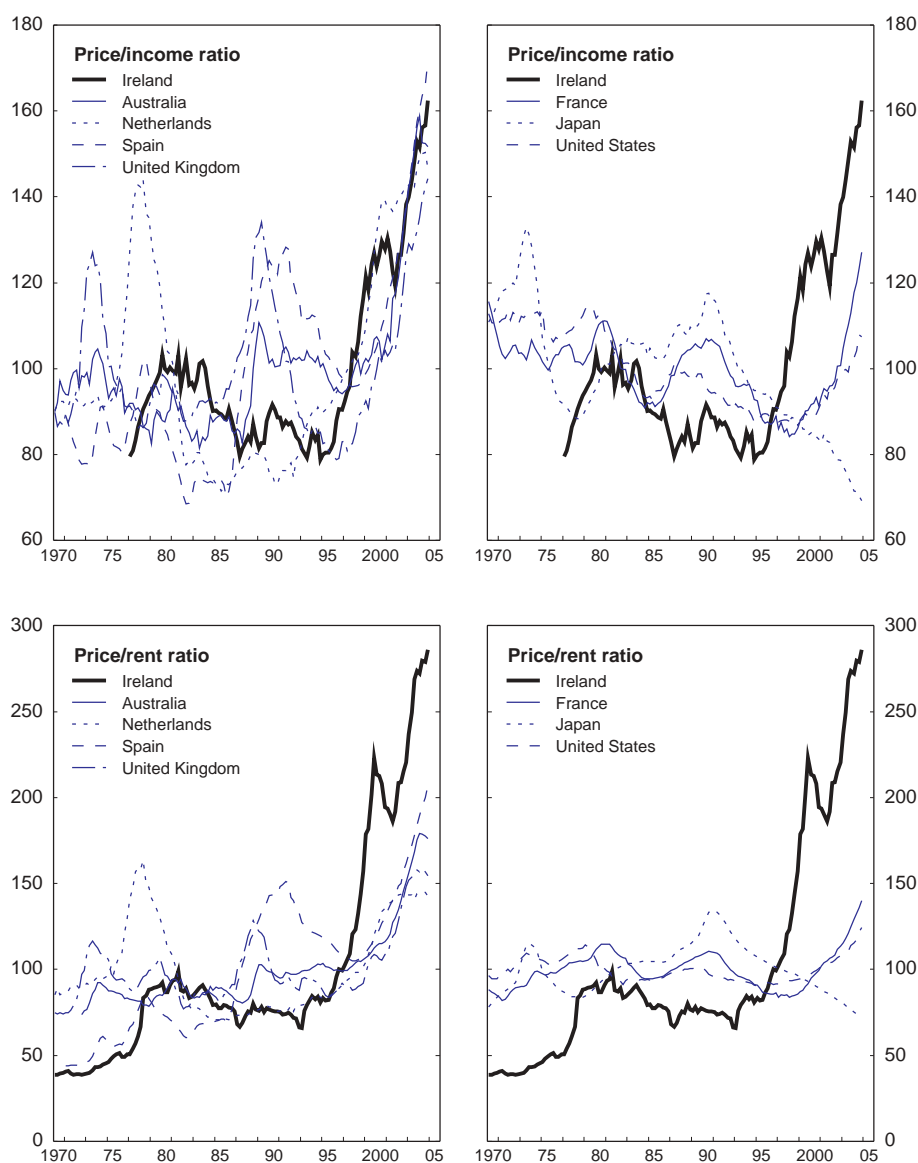 180
160
140
120
100
80
60
Price/income ratio
Ireland
Australia
Netherlands
Spain
United Kingdom
1970 75 80 85 90 95 2000 05
Price/income ratio
Ireland
France
Japan
United States
180
160
140
120
100
80
60
1970 75 80 85 90 95 2000 05
300
250
200
150
100
50
0
Price/rent ratio
Ireland
Australia
Netherlands
Spain
United Kingdom
1970 75 80 85 90 95 2000 05
Price/rent ratio
Ireland
France
Japan
United States
300
250
200
150
100
50
0
1970 75 80 85 90 95 2000 05